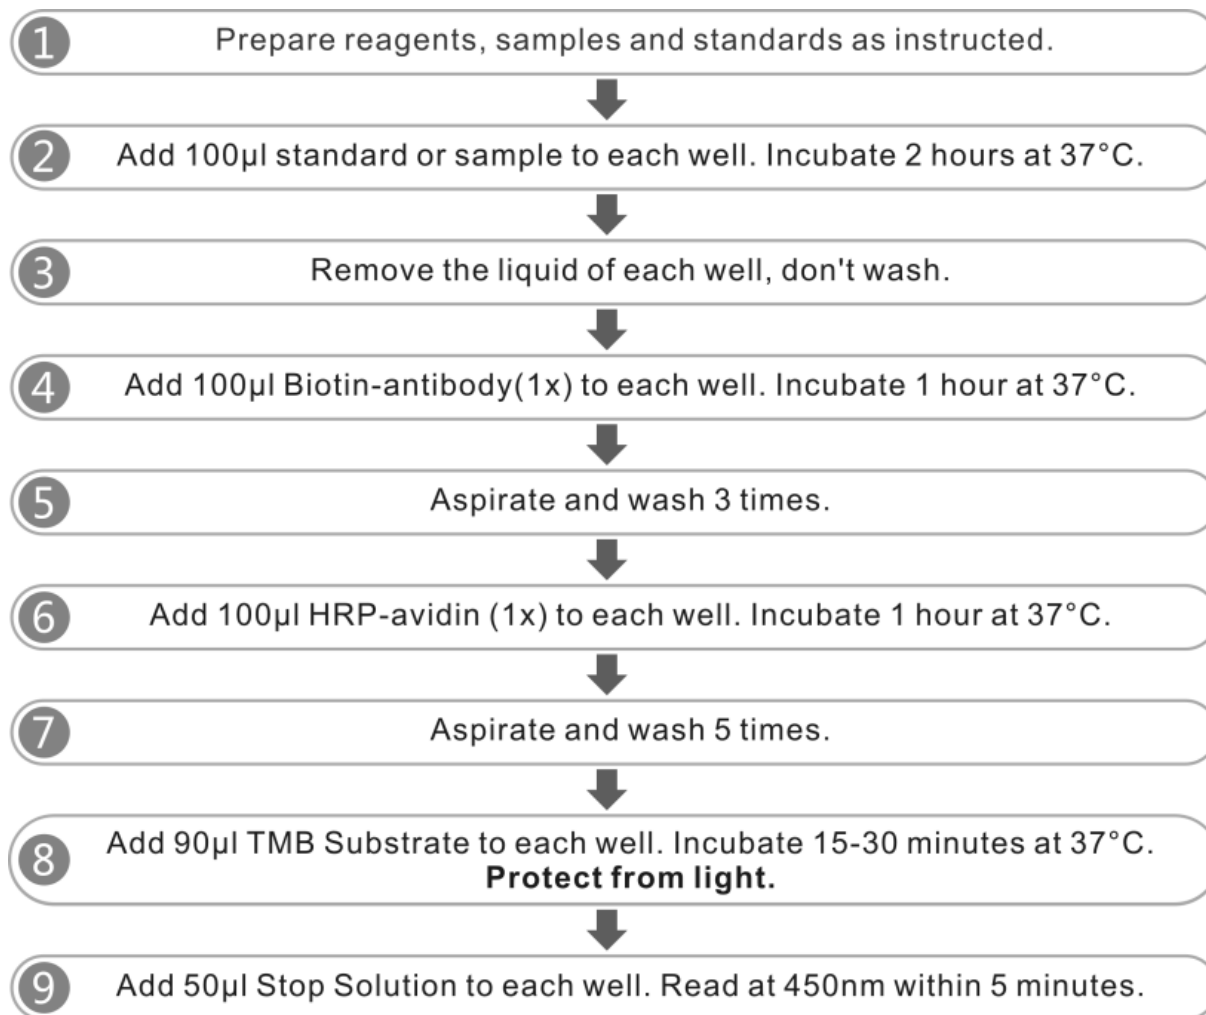 1 Prepare reagents, samples and standards as instructed.
2 Add 100μl standard or sample to each well. Incubate 2 hours at 37°C.
3 Remove the liquid of each well, don't wash.
4 Add 100μl Biotin-antibody(1x) to each well. Incubate 1 hour at 37°C.
5 Aspirate and wash 3 times.
6 Add 100μl HRP-avidin (1x) to each well. Incubate 1 hour at 37°C.
7 Aspirate and wash 5 times.
8 Add 90μl TMB Substrate to each well. Incubate 15-30 minutes at 37°C.
Protect from light.
9 Add 50μl Stop Solution to each well. Read at 450nm within 5 minutes.